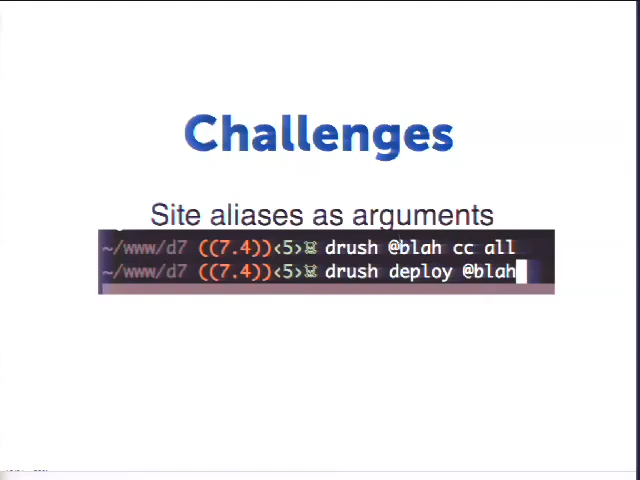 Challenges
Site aliases as arguments
~/www/d7 ((7.4))<5> drush @blah cc all
~/www/d7 ((7.4))<5> drush deploy @blah